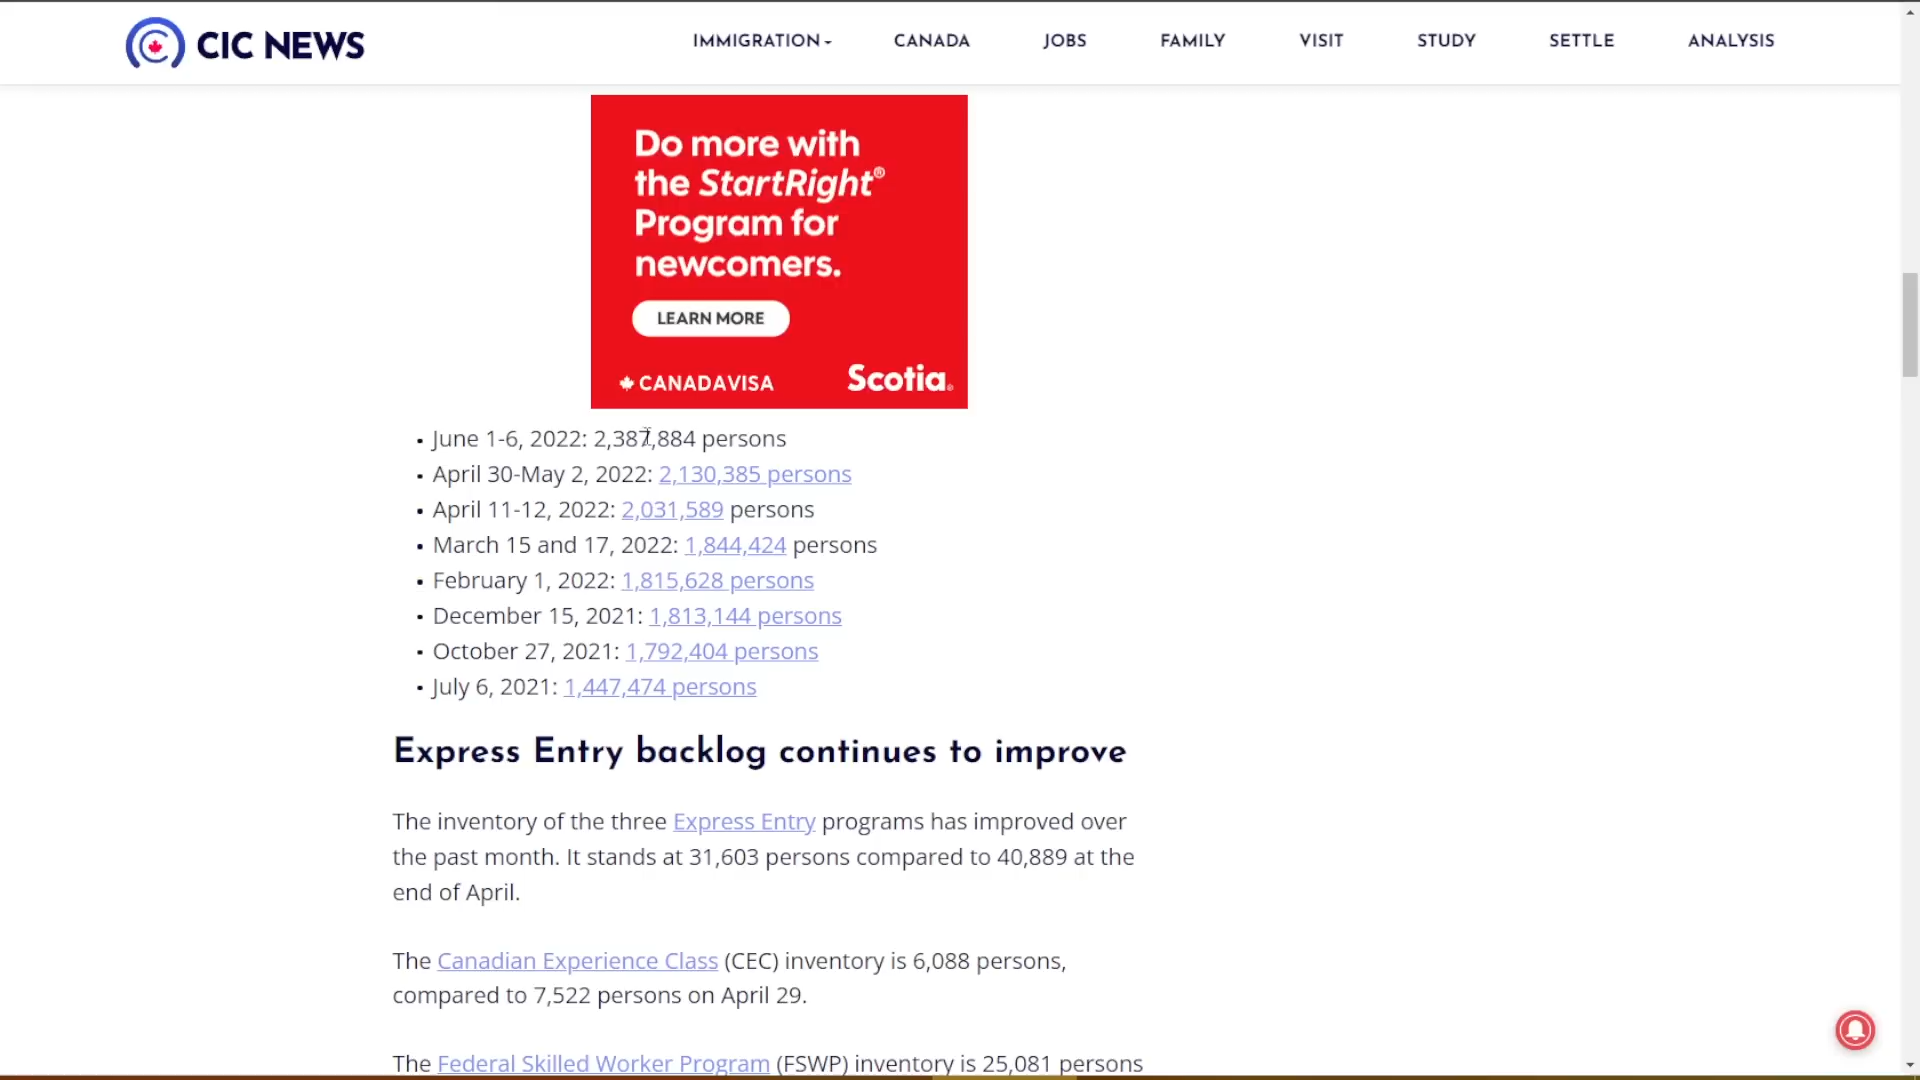 CIC NEWS
IMMIGRATION CANADA JOBS FAMILY VISIT STUDY SETTLE ANALYSIS
Do more with
the StartRight®
Program for
newcomers.
LEARN MORE
CANADAVISA Scotia®
• June 1-6, 2022: 2,387,884 persons
• April 30-May 2, 2022: 2,130,385 persons
• April 11-12, 2022: 2,031,589 persons
• March 15 and 17, 2022: 1,844,424 persons
• February 1, 2022: 1,815,628 persons
• December 15, 2021: 1,813,144 persons
• October 27, 2021: 1,792,404 persons
• July 6, 2021: 1,447,474 persons
Express Entry backlog continues to improve
The inventory of the three Express Entry programs has improved over
the past month. It stands at 31,603 persons compared to 40,889 at the
end of April.
The Canadian Experience Class (CEC) inventory is 6,088 persons,
compared to 7,522 persons on April 29.
The Federal Skilled Worker Program (FSWP) inventory is 25,081 persons